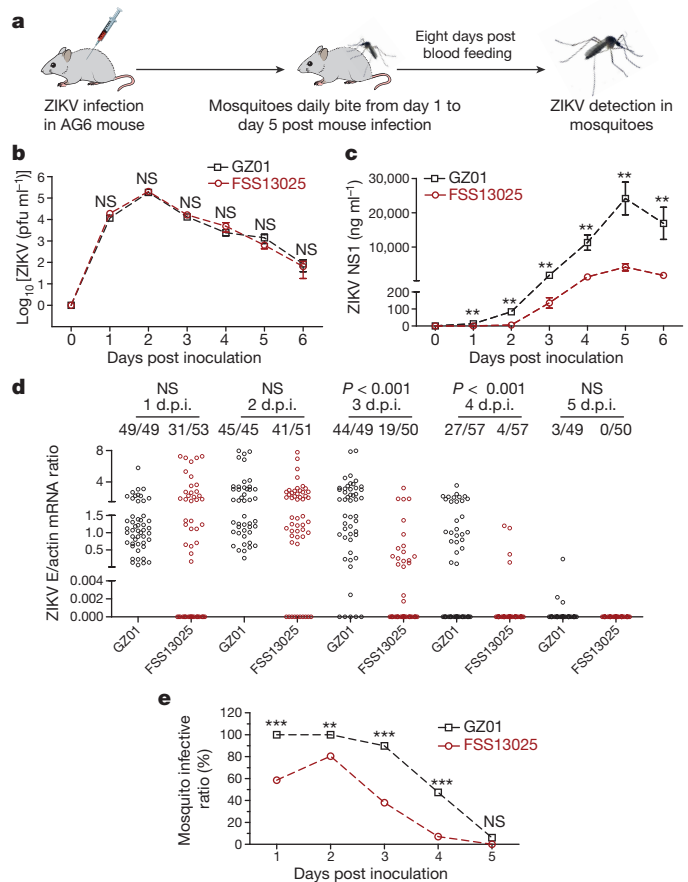 a
Eight days post
blood feeding
ZIKV infection
in AG6 mouse
Mosquitoes daily bite from day 1 to
day 5 post mouse infection
ZIKV detection in
mosquitoes
b
GZ01
FSS13025
Log10[ZIKV (pfu ml–1)]
6
5
4
3
2
1
0
NS NS NS NS NS NS
0 1 2 3 4 5 6
Days post inoculation
c
GZ01
FSS13025
ZIKV NS1 (ng ml–1)
30,000
20,000
10,000
200
100
0
** ** ** ** ** **
0 1 2 3 4 5 6
Days post inoculation
d
NS NS P < 0.001 P < 0.001 NS
1 d.p.i. 2 d.p.i. 3 d.p.i. 4 d.p.i. 5 d.p.i.
49/49 31/53 45/45 41/51 44/49 19/50 27/57 4/57 3/49 0/50
ZIKV E/actin mRNA ratio
8
4
1.5
1.0
0.5
0.004
0.002
0.000
GZ01 FSS13025 GZ01 FSS13025 GZ01 FSS13025 GZ01 FSS13025 GZ01 FSS13025
e
GZ01
FSS13025
Mosquito infective
ratio (%)
120
100
80
60
40
20
0
*** ** *** *** NS
1 2 3 4 5
Days post inoculation